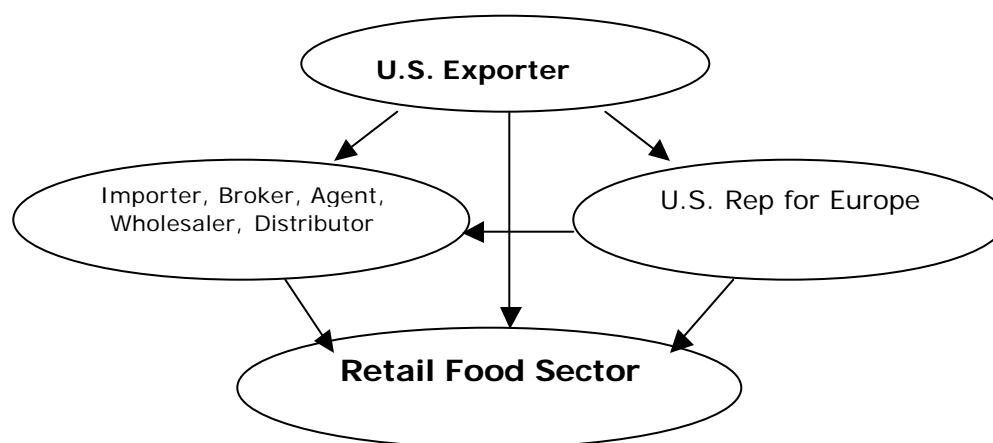 U.S. Exporter
Importer, Broker, Agent,
Wholesaler, Distributor
U.S. Rep for Europe
Retail Food Sector